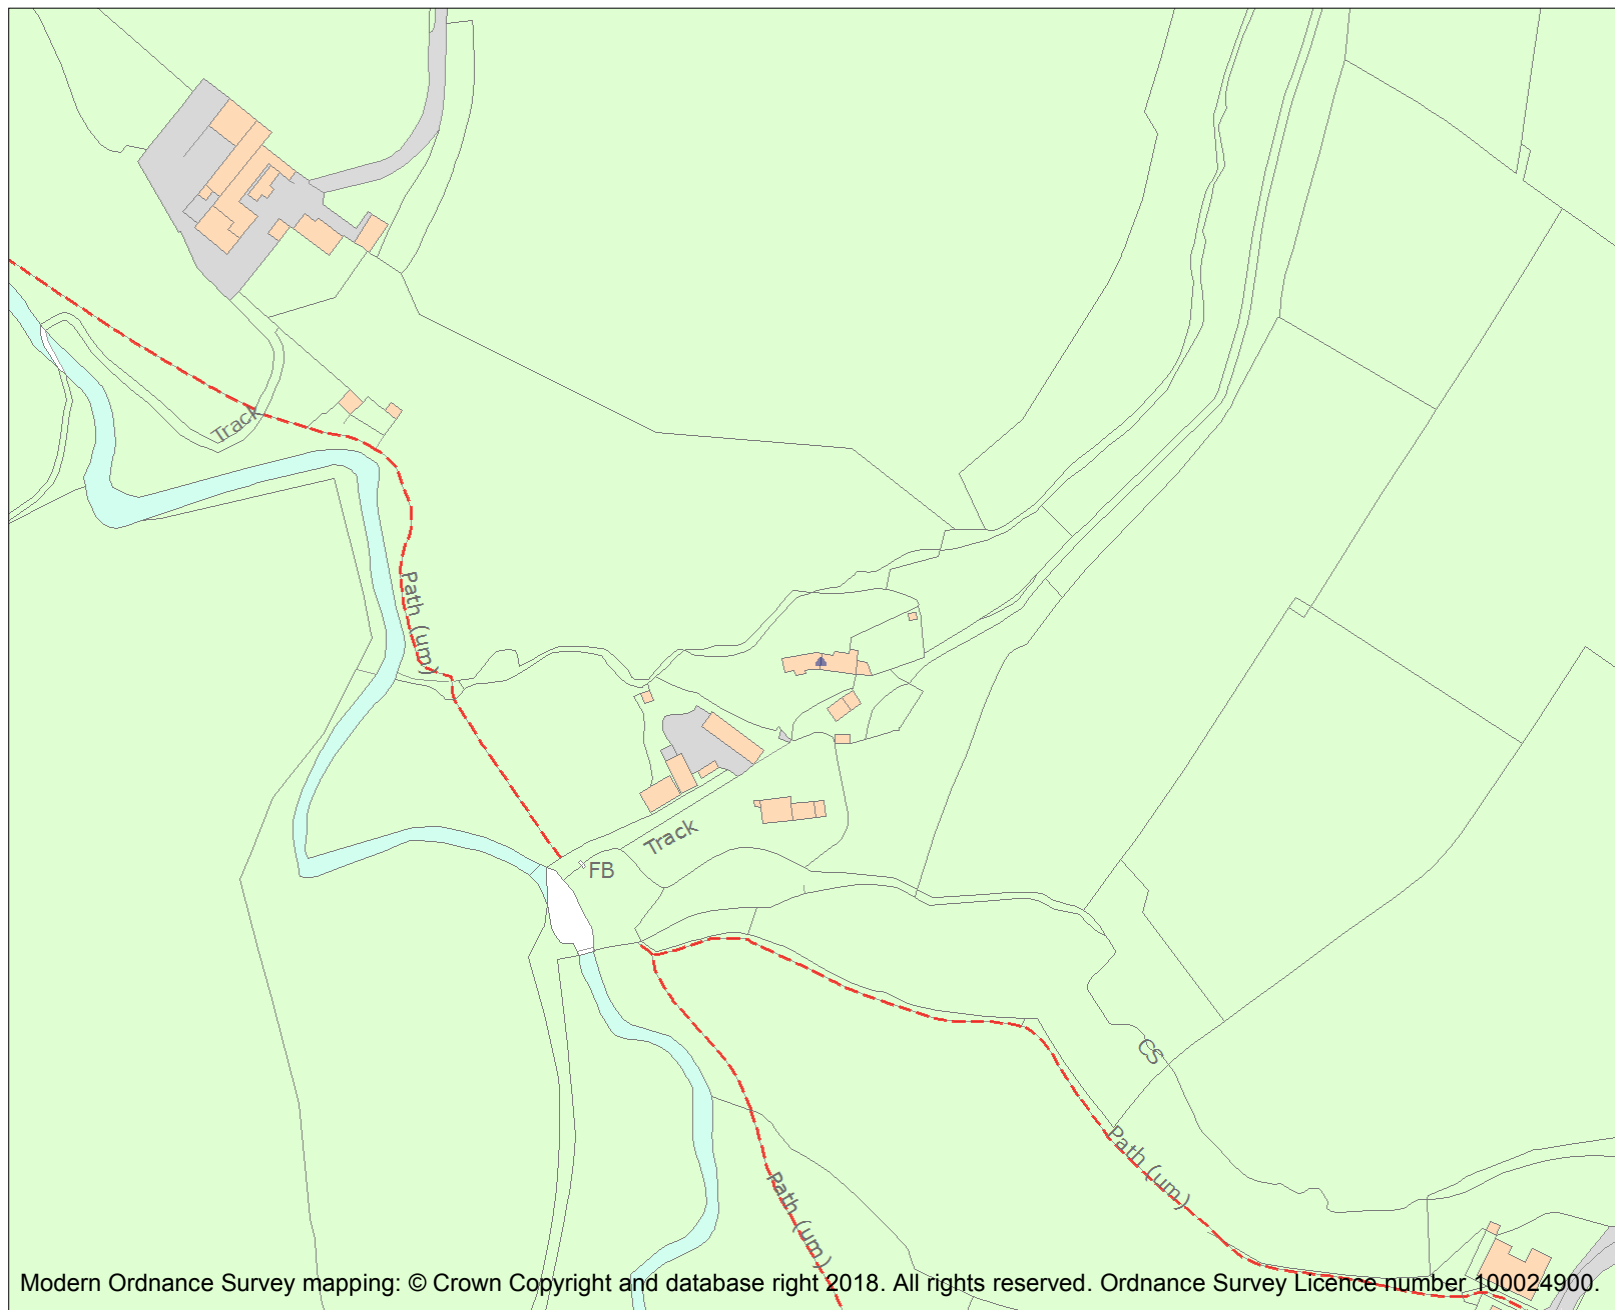 Track
Path (um)
Track
FB
CS
Path (um)
Path (um)
Modern Ordnance Survey mapping: © Crown Copyright and database right 2018. All rights reserved. Ordnance Survey Licence number 100024900.